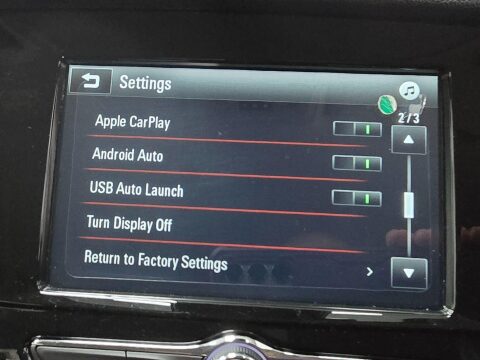 Settings
2/3
Apple CarPlay
Android Auto
USB Auto Launch
Turn Display Off
Return to Factory Settings